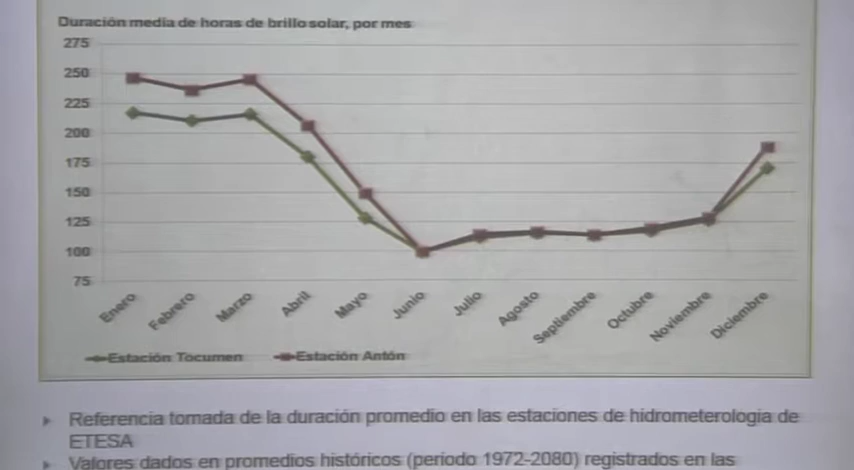 Duración media de horas de brillo solar, por mes
275
250
225
200
175
150
125
100
75
Enero
Febrero
Marzo
Abril
Mayo
Junio
Julio
Agosto
Septiembre
Octubre
Noviembre
Diciembre
Estación Tocumen
Estación Antón
Referencia tomada de la duración promedio en las estaciones de hidrometerologia de
ETESA
Valores dados en promedios históricos (periodo 1972-2080) registrados en las